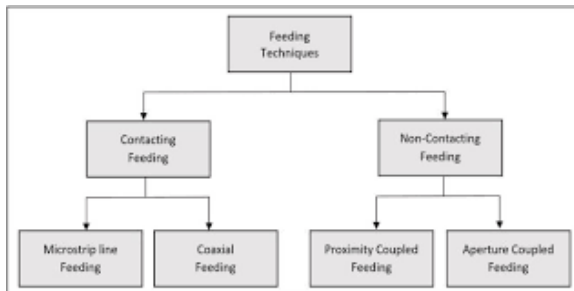 Feeding
Techniques
Contacting
Feeding
Non-Contacting
Feeding
Microstrip line
Feeding
Coaxial
Feeding
Proximity Coupled
Feeding
Aperture Coupled
Feeding